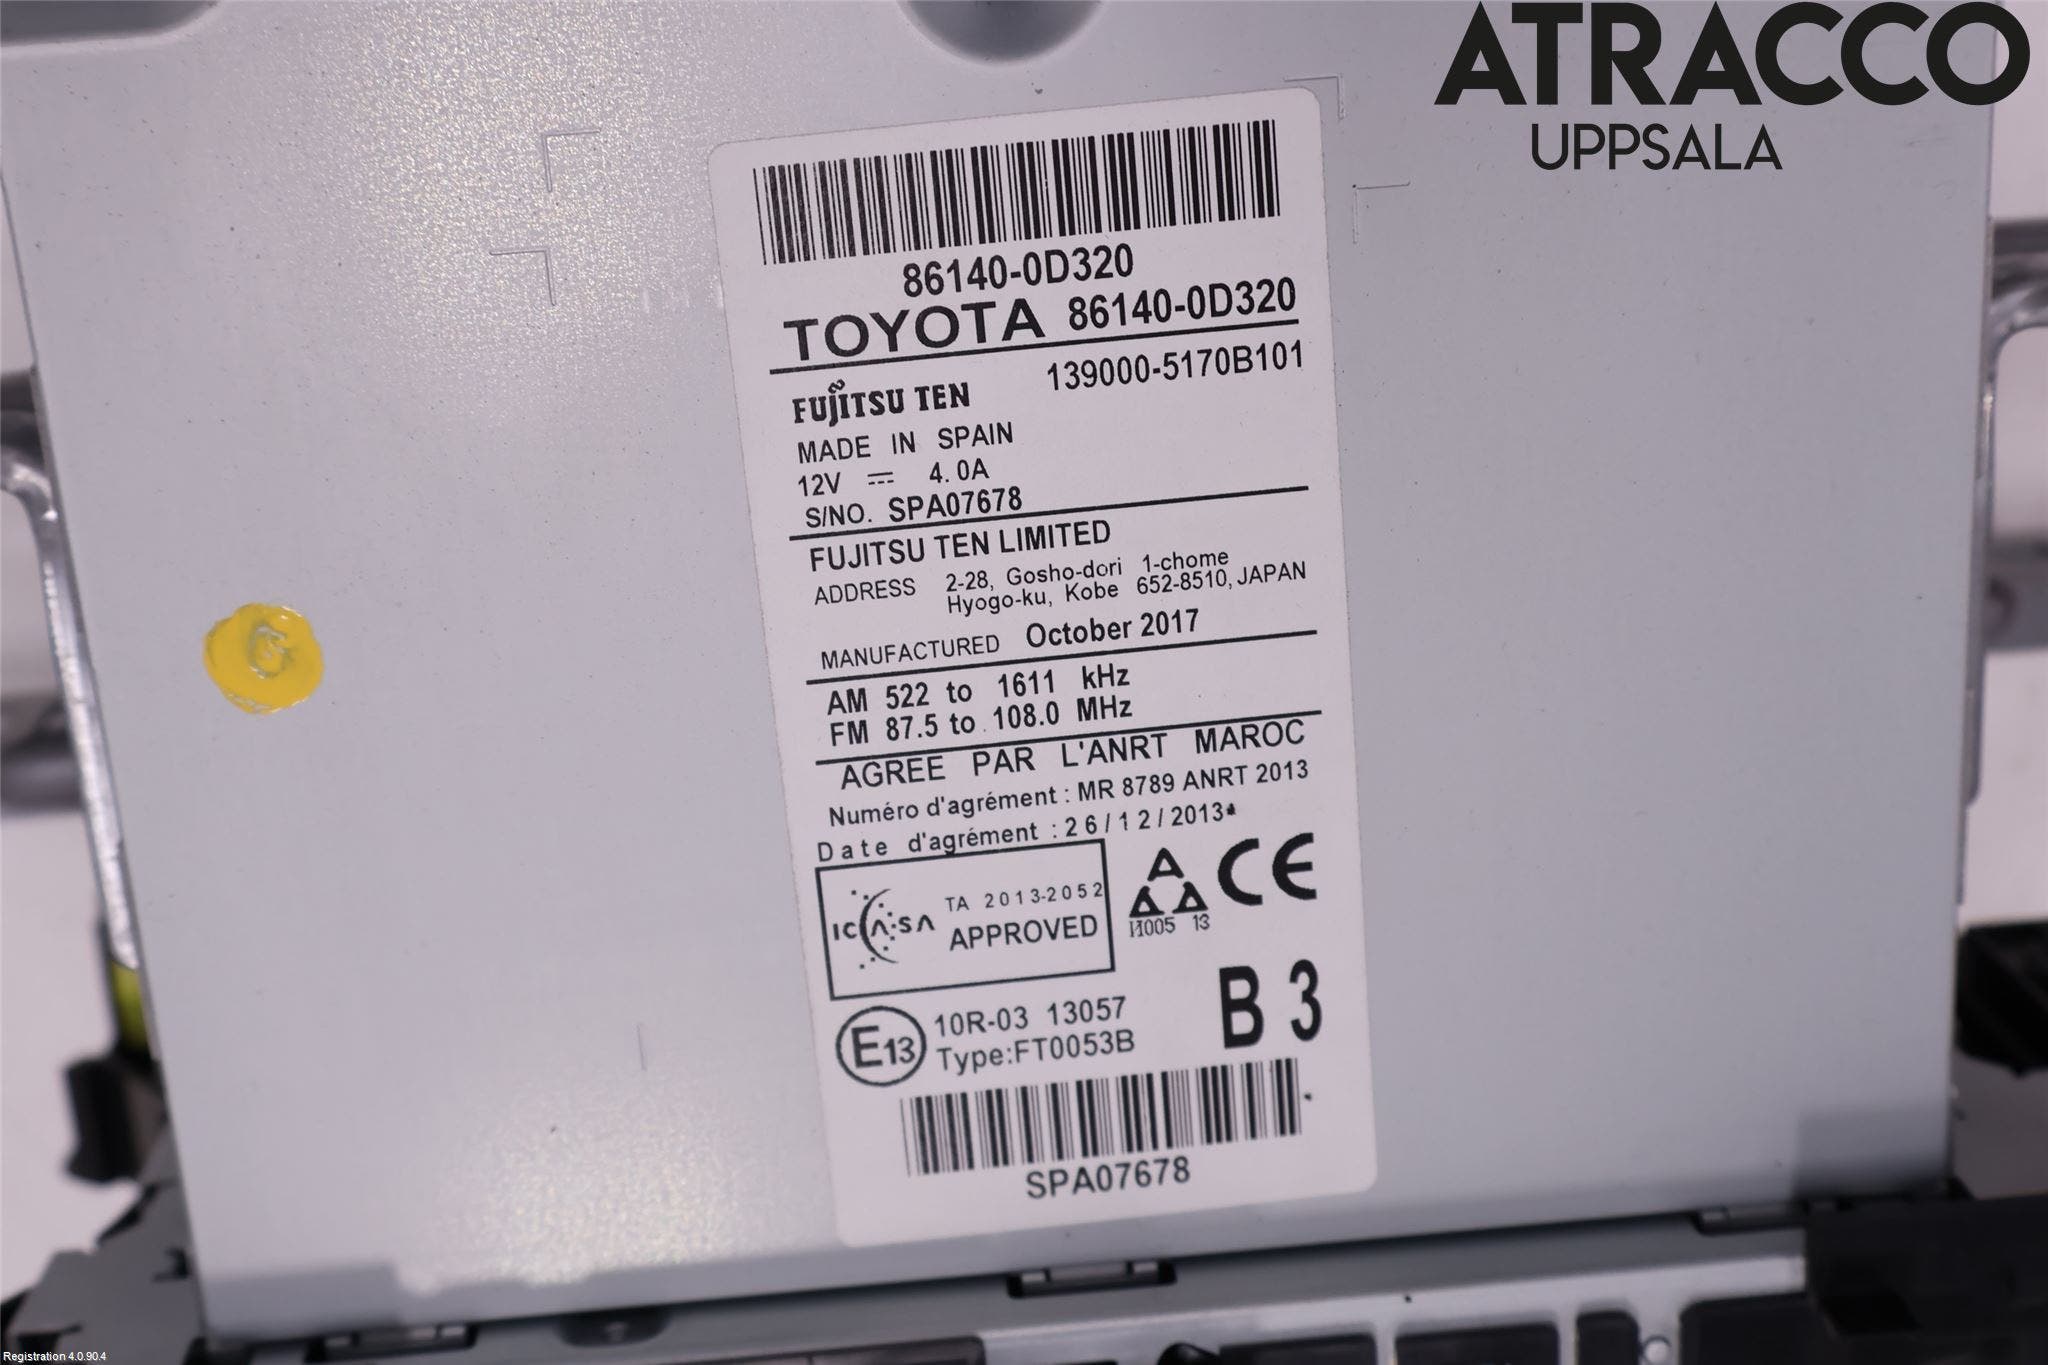 ATRACCO
UPPSALA
86140-0D320
TOYOTA 86140-0D320
FUJITSU TEN 139000-5170B101
MADE IN SPAIN
12V ⎓ 4.0A
S/NO. SPA07678
FUJITSU TEN LIMITED
ADDRESS 2-28, Gosho-dori 1-chome
Hyogo-ku, Kobe 652-8510, JAPAN
MANUFACTURED October 2017
AM 522 to 1611 kHz
FM 87.5 to 108.0 MHz
AGREE PAR L'ANRT MAROC
Numéro d'agrément : MR 8789 ANRT 2013
Date d'agrément : 26/12/2013
ICASA TA 2013-2052
APPROVED
CE
13
B 3
E13 10R-03 13057
Type:FT0053B
SPA07678
G
Registration 4.0.90.4